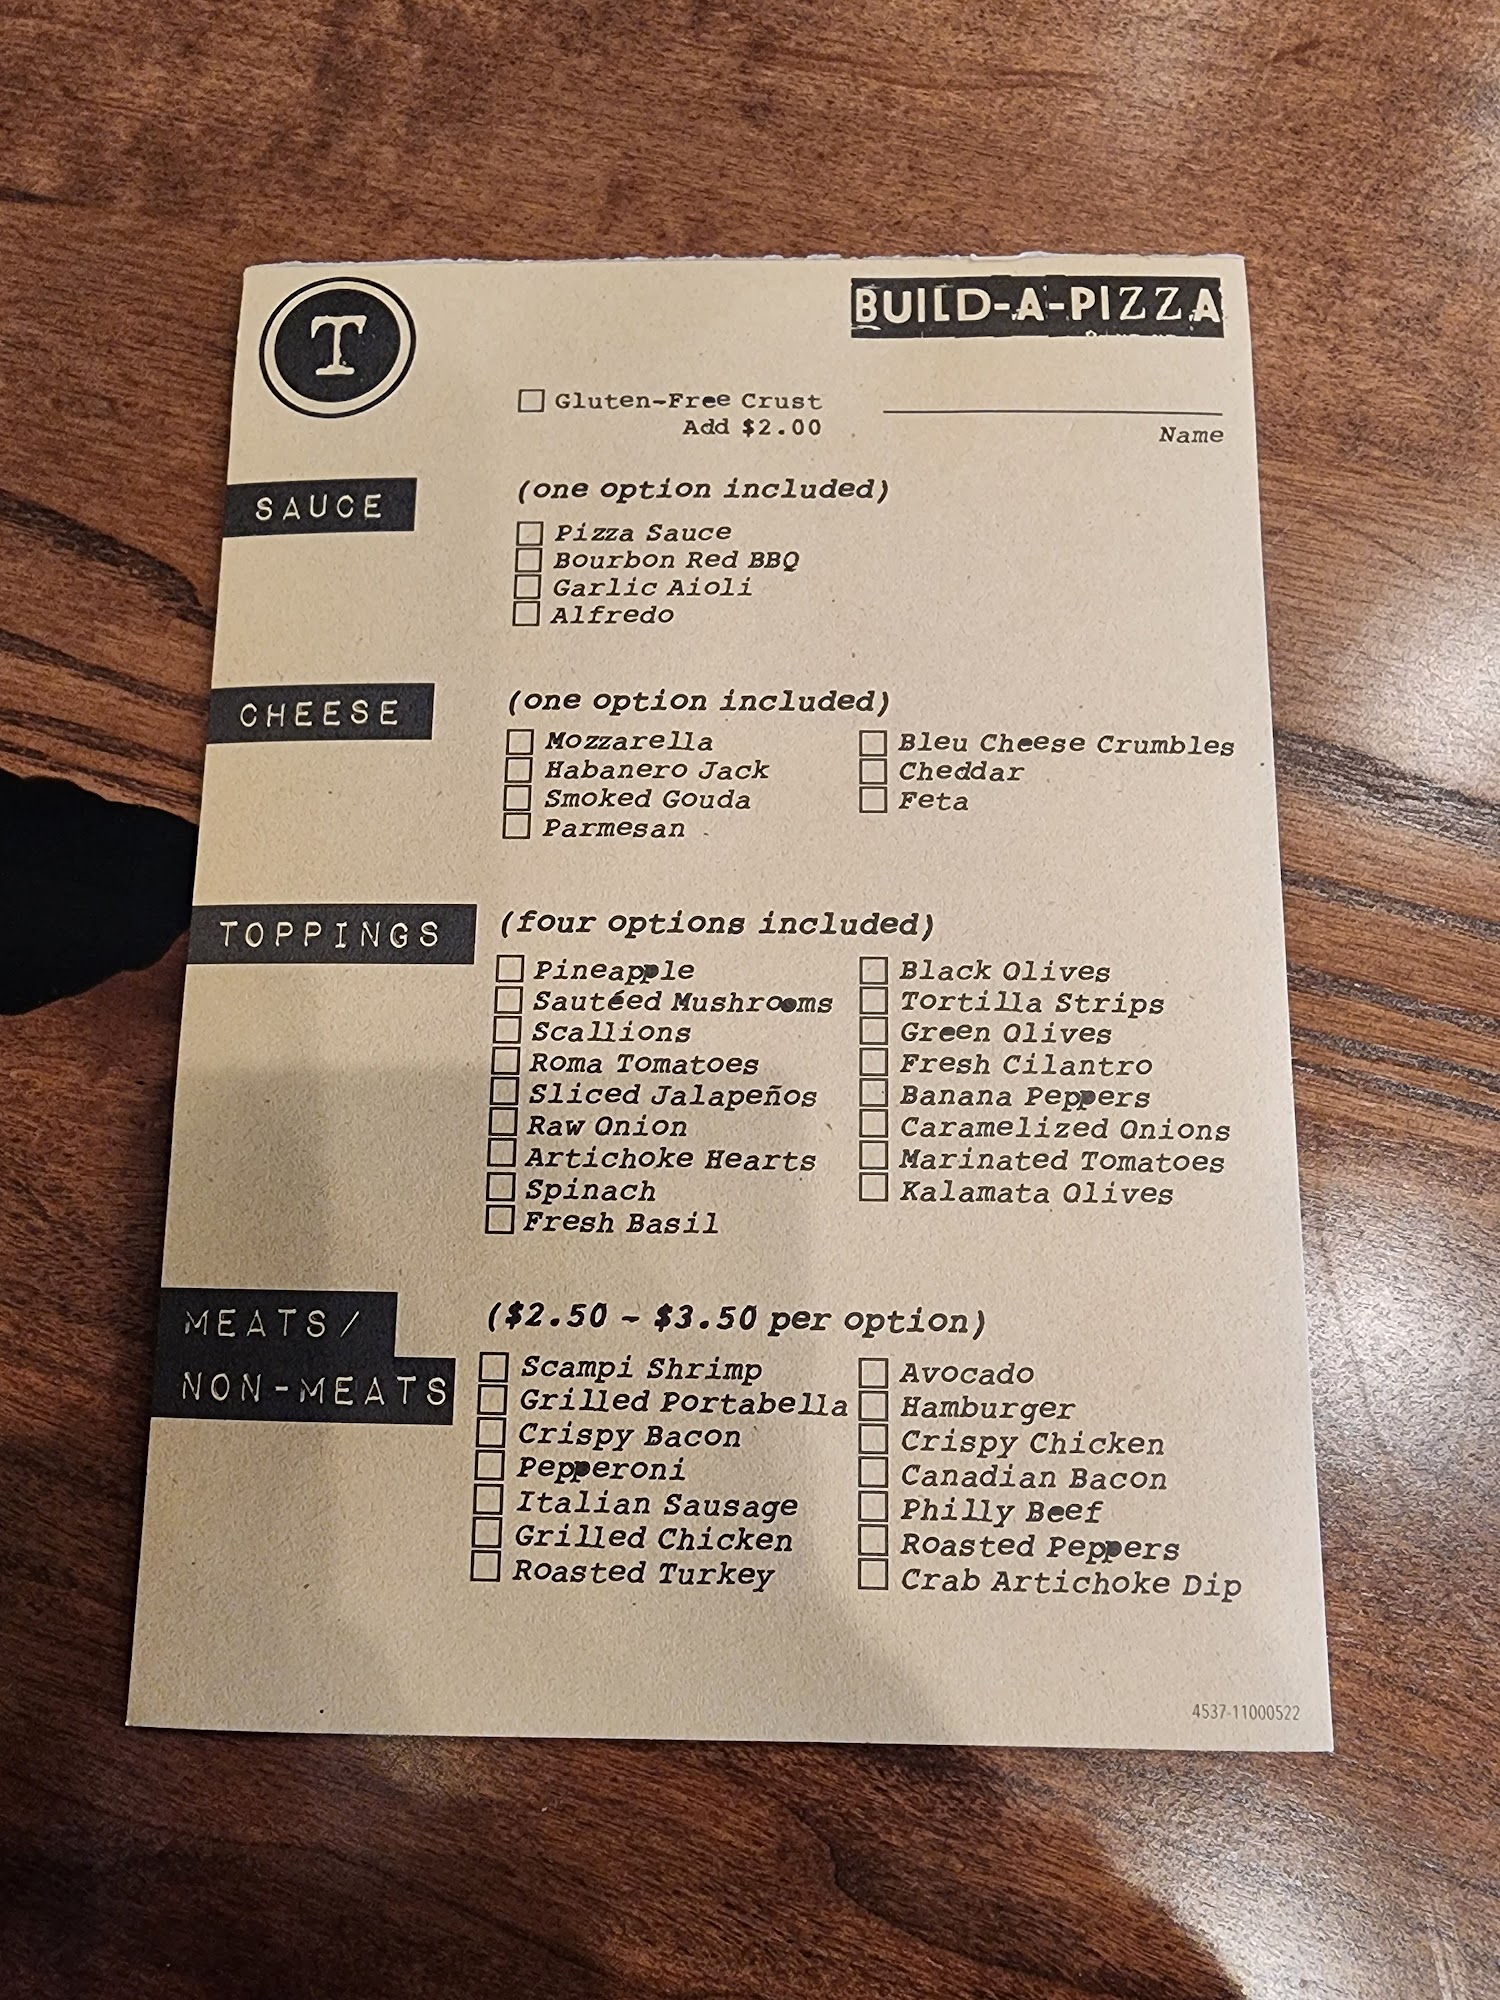 T
BUILD-A-PIZZA
Gluten-Free Crust
Add $2.00
Name
SAUCE
(one option included)
Pizza Sauce
Bourbon Red BBQ
Garlic Aioli
Alfredo
CHEESE
(one option included)
Mozzarella
Habanero Jack
Smoked Gouda
Parmesan
Bleu Cheese Crumbles
Cheddar
Feta
TOPPINGS
(four options included)
Pineapple
Sautéed Mushrooms
Scallions
Roma Tomatoes
Sliced Jalapeños
Raw Onion
Artichoke Hearts
Spinach
Fresh Basil
Black Olives
Tortilla Strips
Green Olives
Fresh Cilantro
Banana Peppers
Caramelized Onions
Marinated Tomatoes
Kalamata Olives
MEATS/
NON-MEATS
($2.50 - $3.50 per option)
Scampi Shrimp
Grilled Portabella
Crispy Bacon
Pepperoni
Italian Sausage
Grilled Chicken
Roasted Turkey
Avocado
Hamburger
Crispy Chicken
Canadian Bacon
Philly Beef
Roasted Peppers
Crab Artichoke Dip
4537-11000522